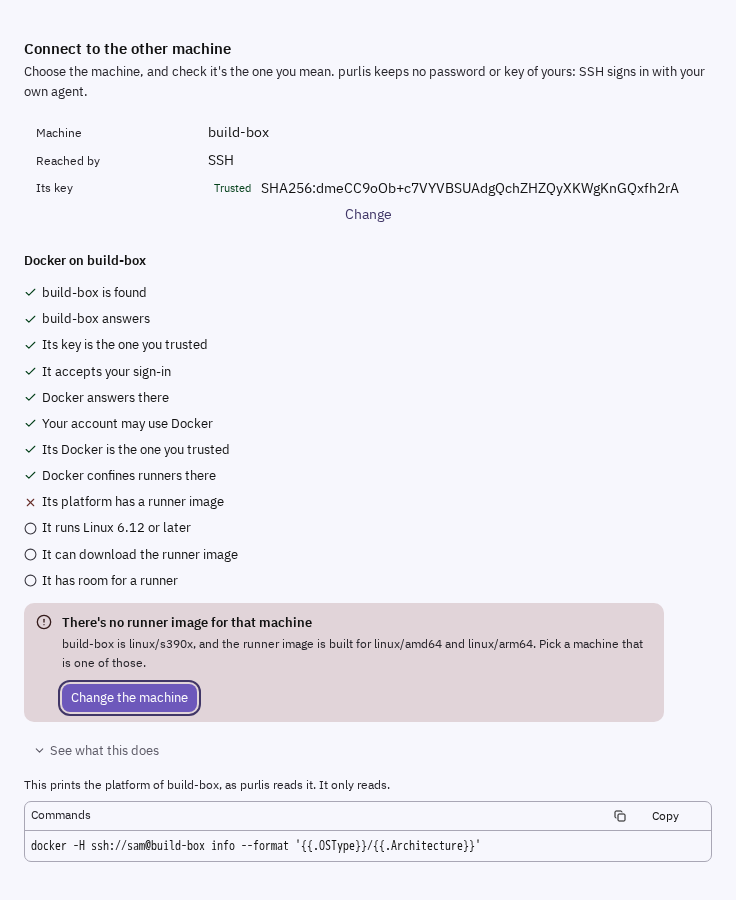 Connect to the other machine
Choose the machine, and check it's the one you mean. purlis keeps no password or key of yours: SSH signs in with your
own agent.
Machine build-box
Reached by SSH
Its key Trusted SHA256:dmeCC9oOb+c7VYVBSUAdgQchZHZQyXKWgKnGQxfh2rA
Change
Docker on build-box
build-box is found
build-box answers
Its key is the one you trusted
It accepts your sign-in
Docker answers there
Your account may use Docker
Its Docker is the one you trusted
Docker confines runners there
Its platform has a runner image
It runs Linux 6.12 or later
It can download the runner image
It has room for a runner
There's no runner image for that machine
build-box is linux/s390x, and the runner image is built for linux/amd64 and linux/arm64. Pick a machine that
is one of those.
Change the machine
See what this does
This prints the platform of build-box, as purlis reads it. It only reads.
Commands Copy
docker -H ssh://sam@build-box info --format '{{.OSType}}/{{.Architecture}}'